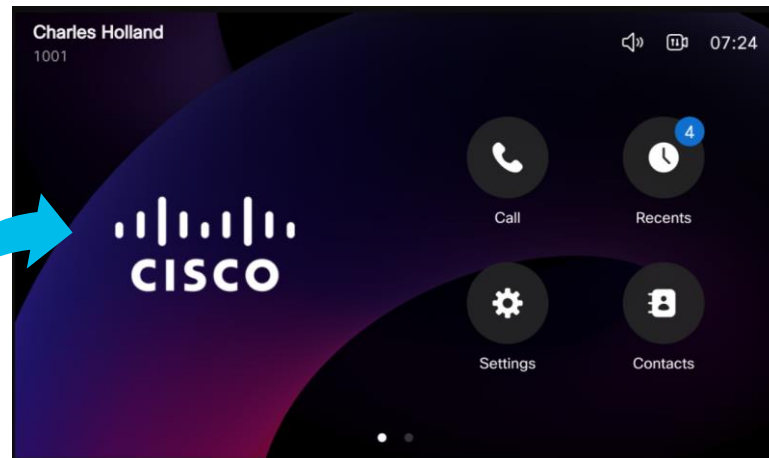 Charles Holland
1001
07:24
4
Call
Recents
CISCO
Settings
Contacts